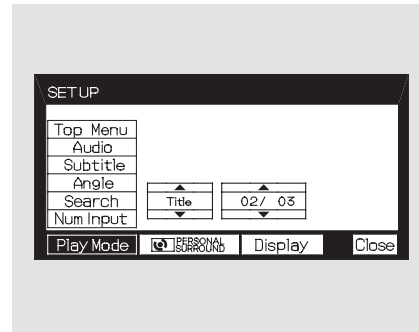 SETUP
Top Menu
Audio
Subtitle
Angle
Search
Num Input
Title
02/ 03
Play Mode
PERSONAL
SURROUND
Display
Close